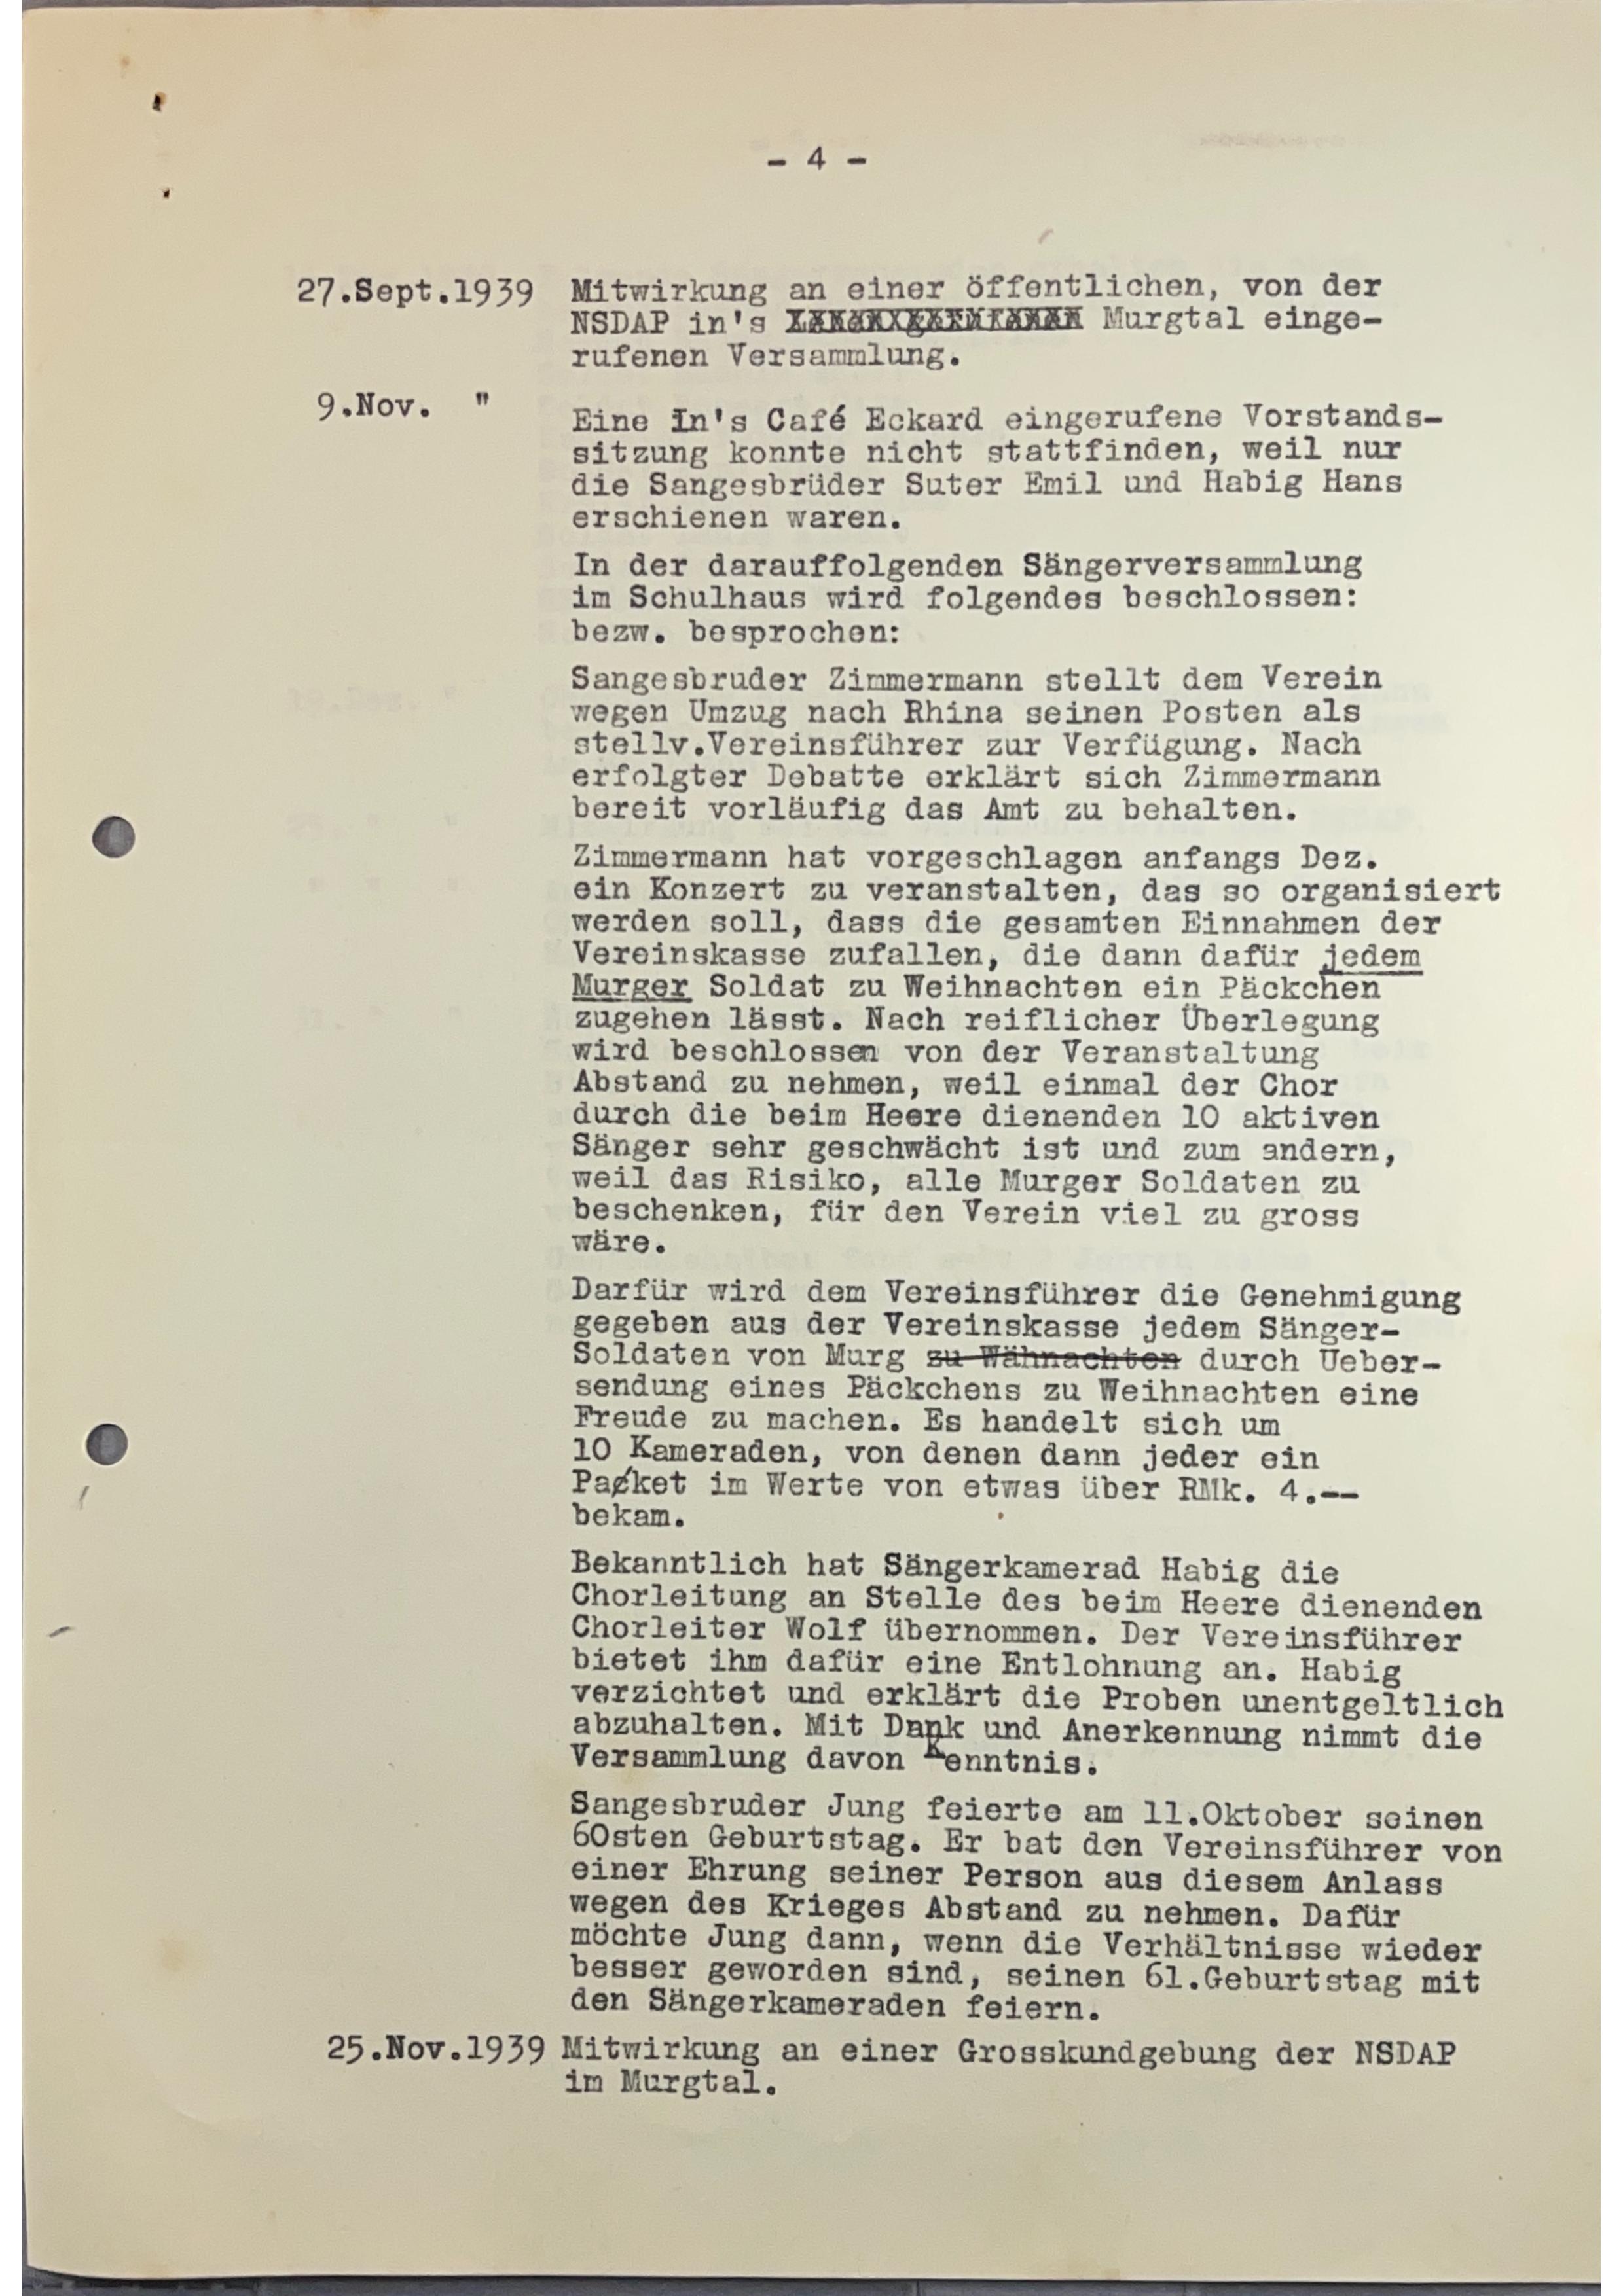 - 4 -
27.Sept.1939 Mitwirkung an einer öffentlichen, von der
NSDAP in's Murgtal einge-
rufenen Versammlung.
9.Nov. " Eine In's Café Eckard eingerufene Vorstands-
sitzung konnte nicht stattfinden, weil nur
die Sangesbrüder Suter Emil und Habig Hans
erschienen waren.
In der darauffolgenden Sängerversammlung
im Schulhaus wird folgendes beschlossen:
bezw. besprochen:
Sangesbruder Zimmermann stellt dem Verein
wegen Umzug nach Rhina seinen Posten als
stellv.Vereinsführer zur Verfügung. Nach
erfolgter Debatte erklärt sich Zimmermann
bereit vorläufig das Amt zu behalten.
Zimmermann hat vorgeschlagen anfangs Dez.
ein Konzert zu veranstalten, das so organisiert
werden soll, dass die gesamten Einnahmen der
Vereinskasse zufallen, die dann dafür jedem
Murger Soldat zu Weihnachten ein Päckchen
zugehen lässt. Nach reiflicher Überlegung
wird beschlossen von der Veranstaltung
Abstand zu nehmen, weil einmal der Chor
durch die beim Heere dienenden 10 aktiven
Sänger sehr geschwächt ist und zum andern,
weil das Risiko, alle Murger Soldaten zu
beschenken, für den Verein viel zu gross
wäre.
Darfür wird dem Vereinsführer die Genehmigung
gegeben aus der Vereinskasse jedem Sänger-
Soldaten von Murg zu Wähnachten durch Ueber-
sendung eines Päckchens zu Weihnachten eine
Freude zu machen. Es handelt sich um
10 Kameraden, von denen dann jeder ein
Packet im Werte von etwas über RMk. 4.--
bekam.
Bekanntlich hat Sängerkamerad Habig die
Chorleitung an Stelle des beim Heere dienenden
Chorleiter Wolf übernommen. Der Vereinsführer
bietet ihm dafür eine Entlohnung an. Habig
verzichtet und erklärt die Proben unentgeltlich
abzuhalten. Mit Dank und Anerkennung nimmt die
Versammlung davon Kenntnis.
Sangesbruder Jung feierte am 11.Oktober seinen
60sten Geburtstag. Er bat den Vereinsführer von
einer Ehrung seiner Person aus diesem Anlass
wegen des Krieges Abstand zu nehmen. Dafür
möchte Jung dann, wenn die Verhältnisse wieder
besser geworden sind, seinen 61.Geburtstag mit
den Sängerkameraden feiern.
25.Nov.1939 Mitwirkung an einer Grosskundgebung der NSDAP
im Murgtal.